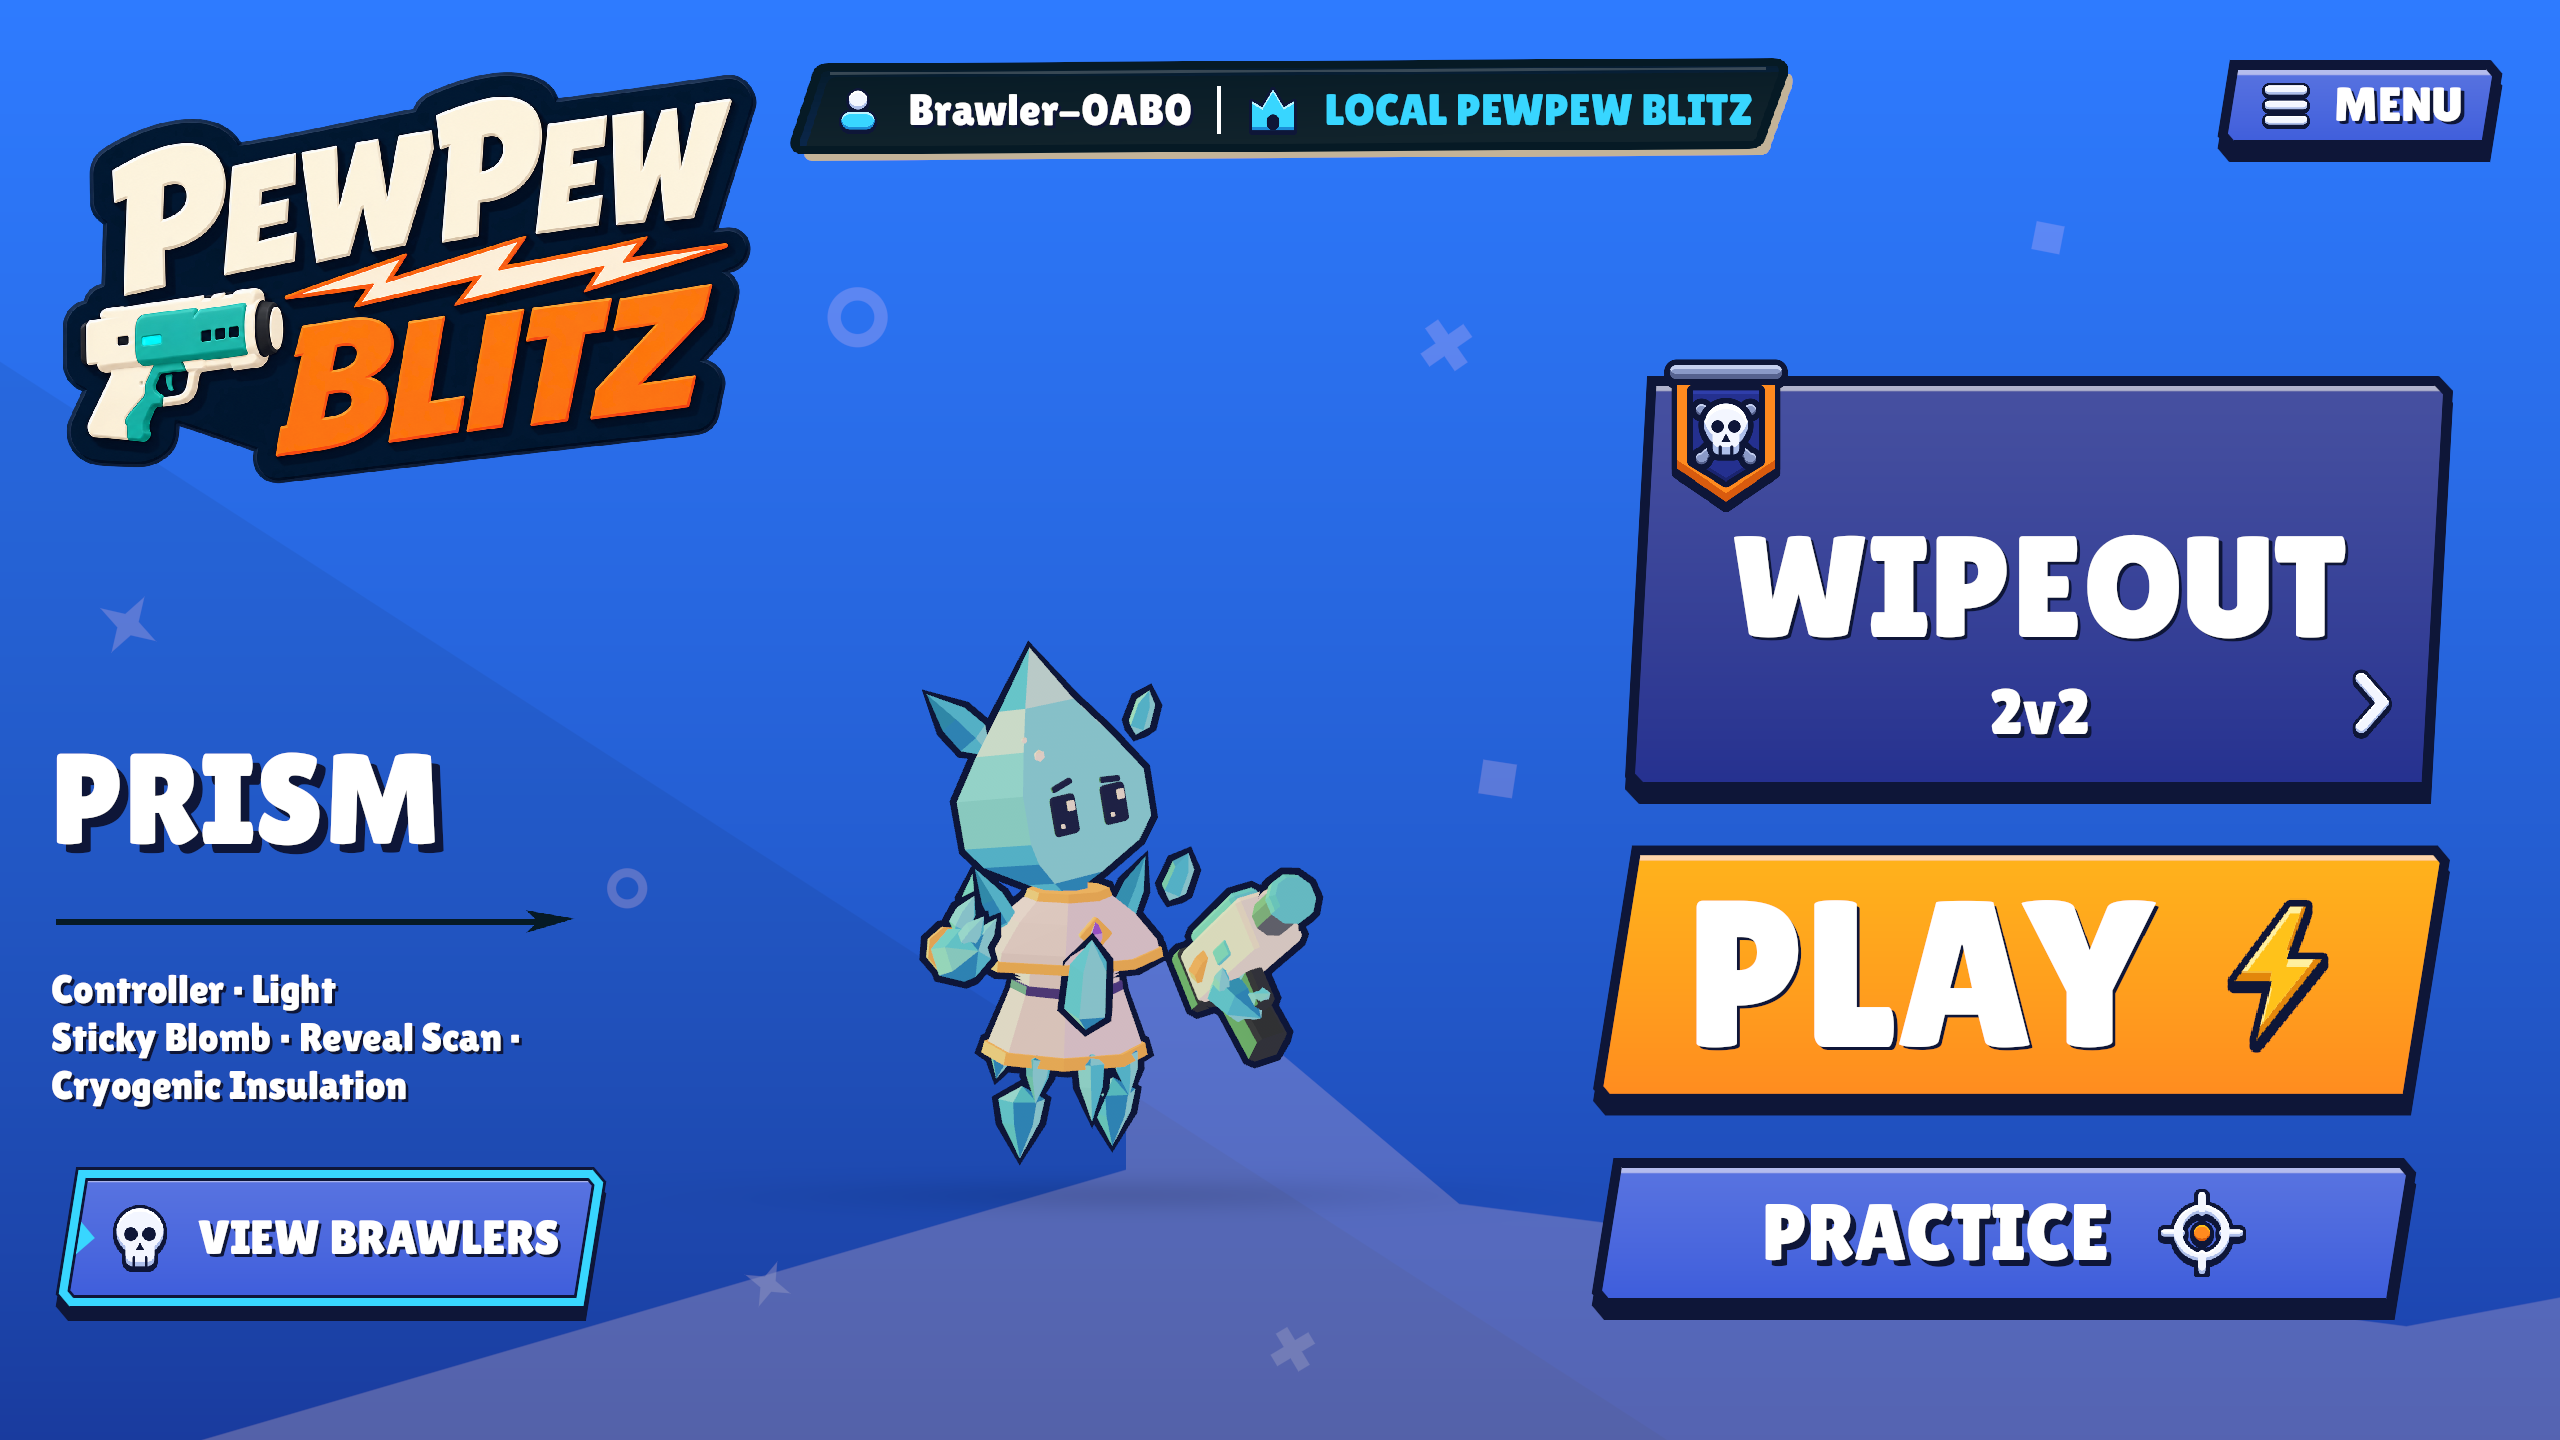 PEWPEW
BLITZ
Brawler-0AB0
LOCAL PEWPEW BLITZ
MENU
WIPEOUT
2v2
PRISM
Controller · Light
Sticky Blomb · Reveal Scan ·
Cryogenic Insulation
PLAY
VIEW BRAWLERS
PRACTICE